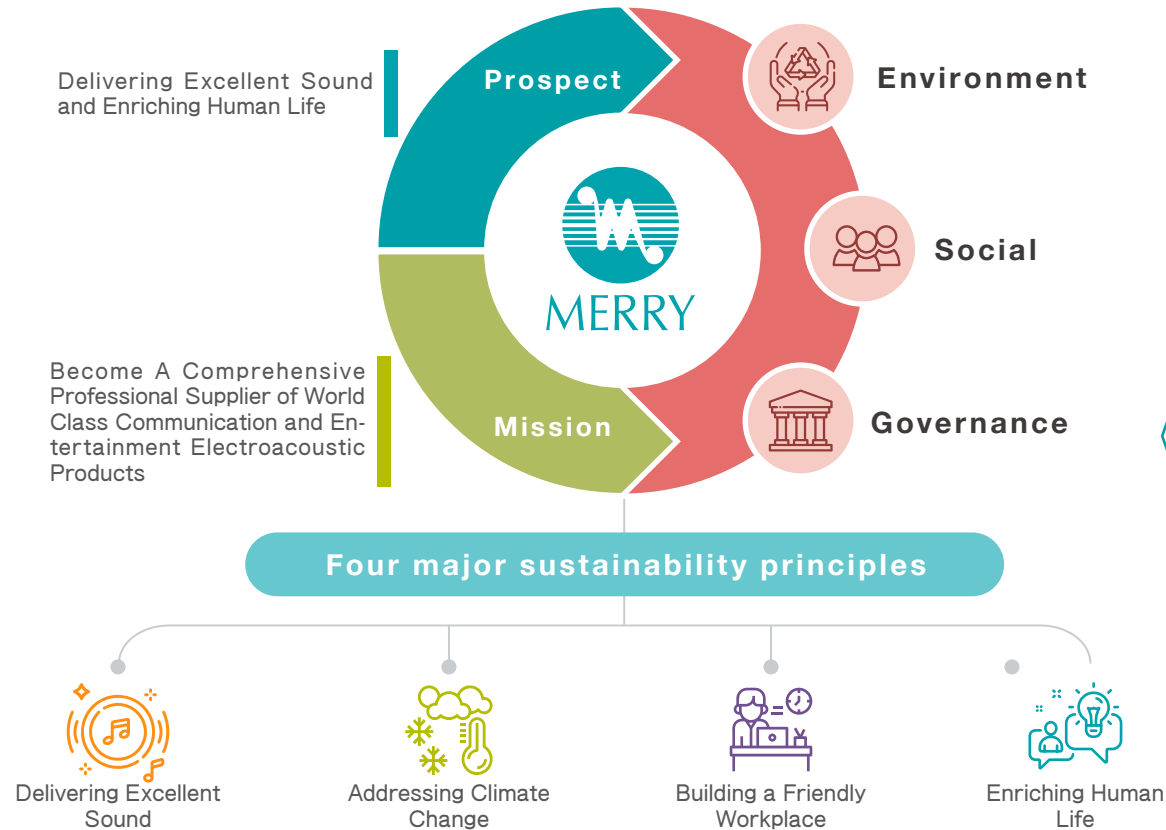 Delivering Excellent Sound
and Enriching Human Life
Prospect
Environment
Social
MERRY
Become A Comprehensive
Professional Supplier of World
Class Communication and En-
tertainment Electroacoustic
Products
Mission
Governance
Four major sustainability principles
Delivering Excellent
Sound
Addressing Climate
Change
Building a Friendly
Workplace
Enriching Human
Life